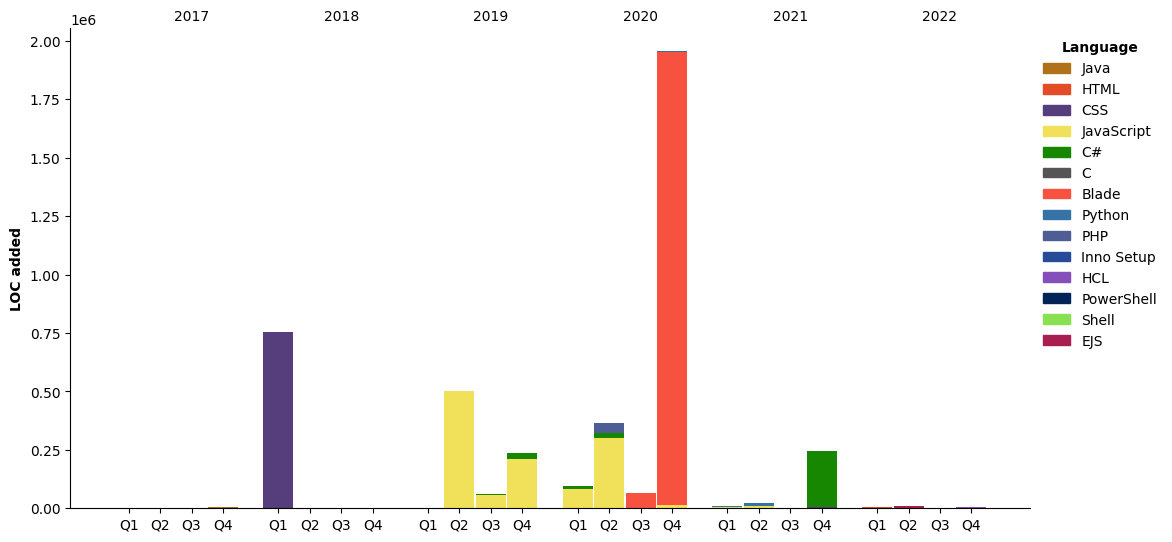 1e6
2017 2018 2019 2020 2021 2022
2.00
1.75
1.50
1.25
1.00
0.75
0.50
0.25
0.00
LOC added
Q1 Q2 Q3 Q4 Q1 Q2 Q3 Q4 Q1 Q2 Q3 Q4 Q1 Q2 Q3 Q4 Q1 Q2 Q3 Q4 Q1 Q2 Q3 Q4
Language
Java
HTML
CSS
JavaScript
C#
C
Blade
Python
PHP
Inno Setup
HCL
PowerShell
Shell
EJS